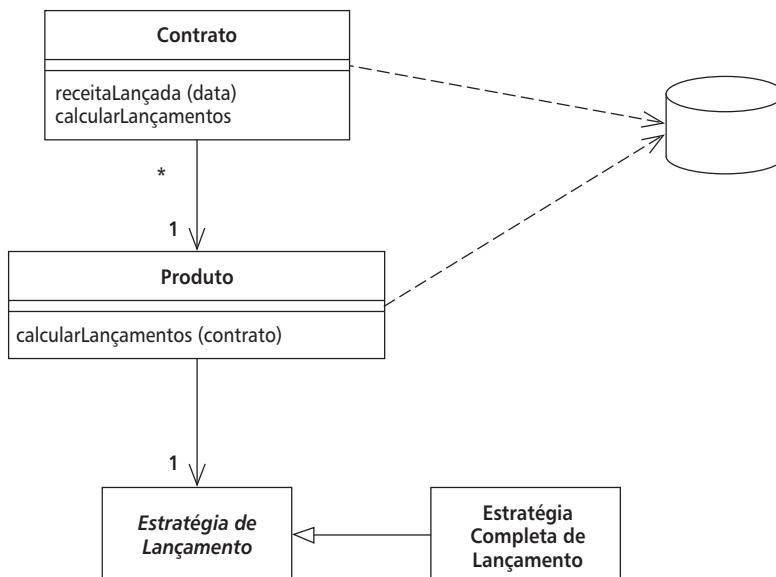 Contrato
receitaLançada (data)
calcularLançamentos
*
1
Produto
calcularLançamentos (contrato)
1
Estratégia de
Lançamento
Estratégia
Completa de
Lançamento